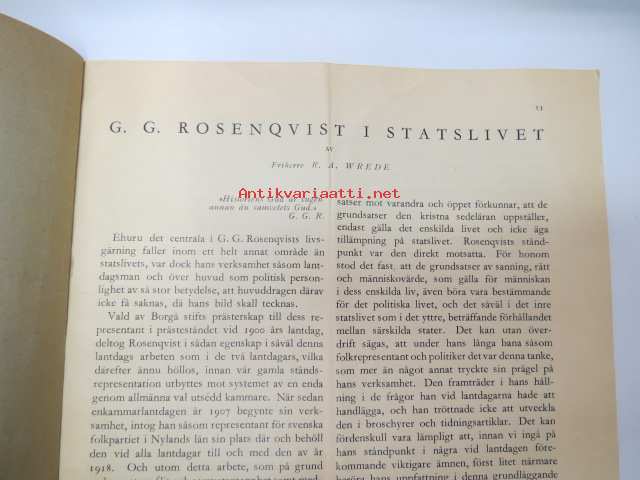 11
G. G. ROSENQVIST I STATSLIVET
AV
Friherre R. A. WREDE
Antikvariaatti.net
»Historiens Gud är ingen
annan än samvetets Gud.»
G. G. R.
Ehuru det centrala i G. G. Rosenqvists livs-
gärning faller inom ett helt annat område än
statslivets, var dock hans verksamhet såsom lant-
dagsman och över huvud som politisk person-
lighet av så stor betydelse, att huvuddragen därav
icke få saknas, då hans bild skall tecknas.
Vald av Borgå stifts prästerskap till dess re-
presentant i prästeståndet vid 1900 års lantdag,
deltog Rosenqvist i sådan egenskap i såväl denna
lantdags arbeten som i de två lantdagars, vilka
därefter ännu höllos, innan vår gamla stånds-
representation utbyttes mot systemet av en enda
genom allmänna val utsedd kammare. När sedan
enkammarlantdagen år 1907 begynte sin verk-
samhet, intog han såsom representant för svenska
folkpartiet i Nylands län sin plats där och behöll
den vid alla lantdagar till och med den av år
1918. Och utom detta arbete, som på grund
satser mot varandra och öppet förkunnar, att de
grundsatser den kristna sedeläran uppställer,
endast gälla det enskilda livet och icke äga
tillämpning på statslivet. Rosenqvists stånd-
punkt var den direkt motsatta. För honom
stod det fast, att de grundsatser av sanning, rätt
och människovärde, som gälla för människan
i dess enskilda liv, även böra vara bestämmande
för det politiska livet, och det såväl i det inre
statslivet som i det yttre, beträffande förhållandet
mellan särskilda stater. Det kan utan över-
drift sägas, att under hans långa bana såsom
folkrepresentant och politiker det var denna tanke,
som mer än något annat tryckte sin prägel på
hans verksamhet. Den framträder i hans håll-
ning i de frågor han vid lantdagarna hade att
handlägga, och han tröttnade icke att utveckla
den i broschyrer och tidningsartiklar. Det kan
fördenskull vara lämpligt att, innan vi ingå på
hans ståndpunkt i några vid lantdagen före-
kommande viktigare ämnen, först litet närmare